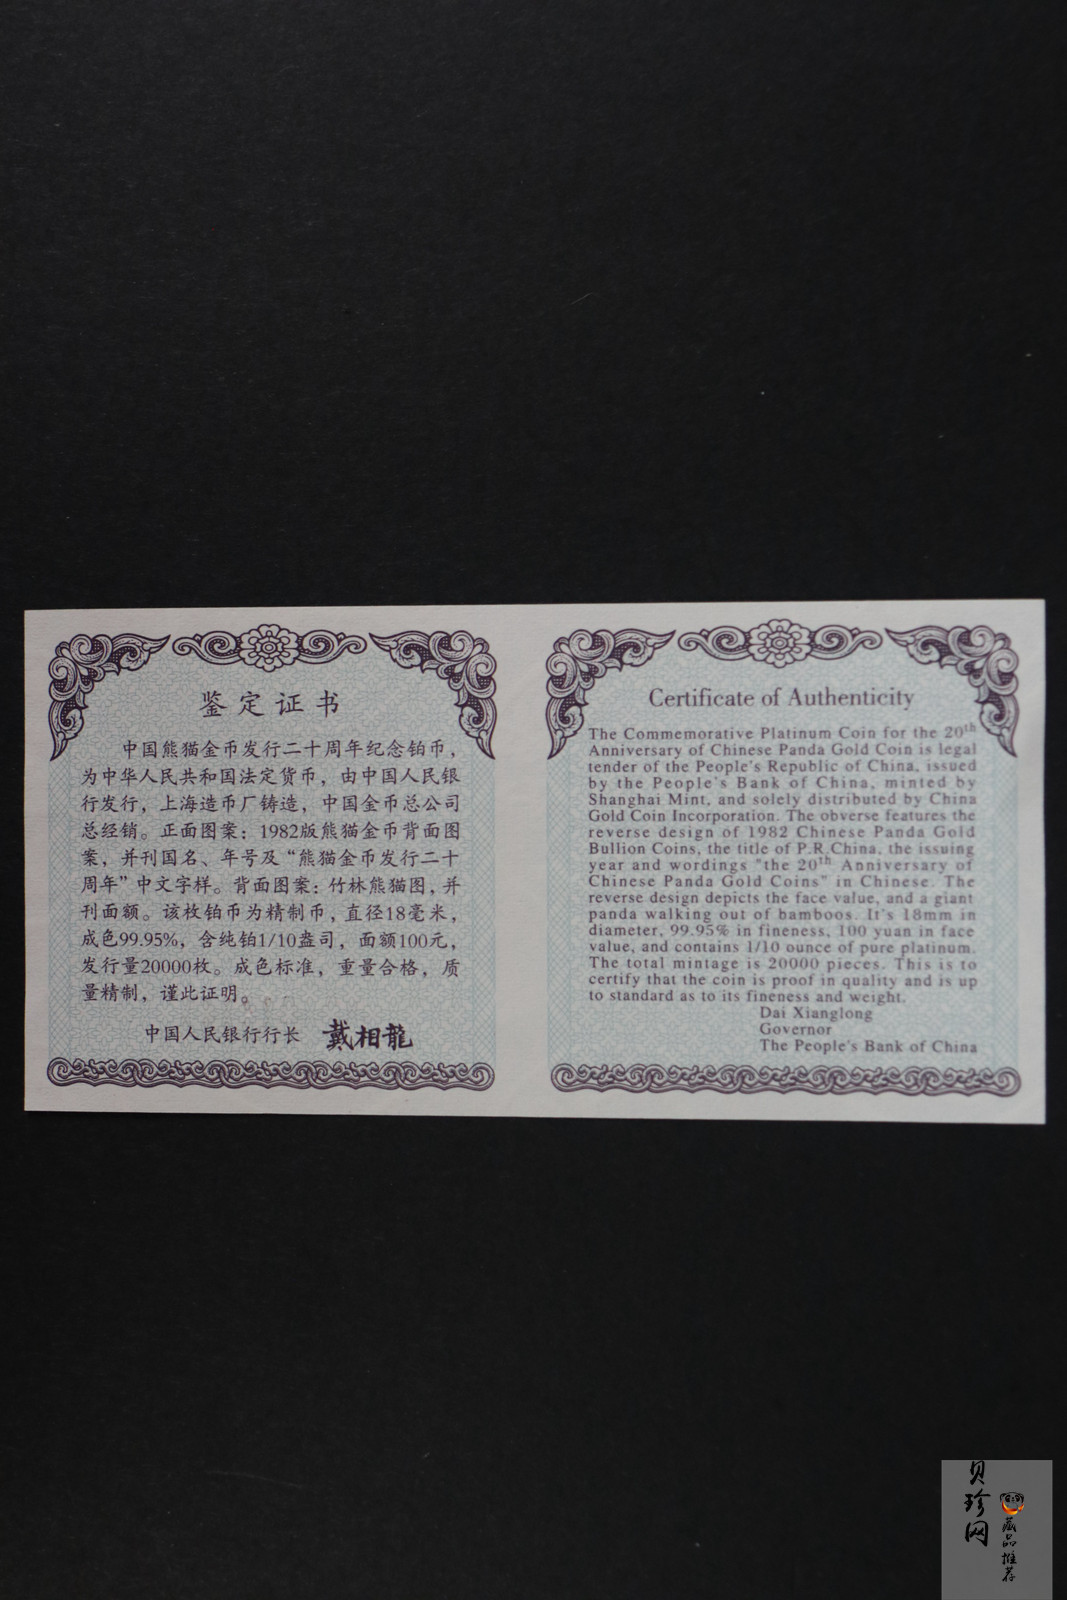 鉴定证书
中国熊猫金币发行二十周年纪念铂币，
为中华人民共和国法定货币，由中国人民银
行发行，上海造币厂铸造，中国金币总公司
总经销。正面图案：1982版熊猫金币背面图
案，并刊国名、年号及“熊猫金币发行二十
周年”中文字样。背面图案：竹林熊猫图，并
刊面额。该枚铂币为精制币，直径18毫米，
成色99.95%，含纯铂1/10盎司，面额100元，
发行量20000枚。成色标准，重量合格，质
量精制，谨此证明。
中国人民银行行长 戴相龍
Certificate of Authenticity
The Commemorative Platinum Coin for the 20th
Anniversary of Chinese Panda Gold Coin is legal
tender of the People's Republic of China, issued
by the People's Bank of China, minted by
Shanghai Mint, and solely distributed by China
Gold Coin Incorporation. The obverse features the
reverse design of 1982 Chinese Panda Gold
Bullion Coins, the title of P.R.China, the issuing
year and wordings "the 20th Anniversary of
Chinese Panda Gold Coins" in Chinese. The
reverse design depicts the face value, and a giant
panda walking out of bamboos. It's 18mm in
diameter, 99.95% in fineness, 100 yuan in face
value, and contains 1/10 ounce of pure platinum.
The total mintage is 20000 pieces. This is to
certify that the coin is proof in quality and is up
to standard as to its fineness and weight.
Dai Xianglong
Governor
The People's Bank of China
贝珍网
藏品推荐